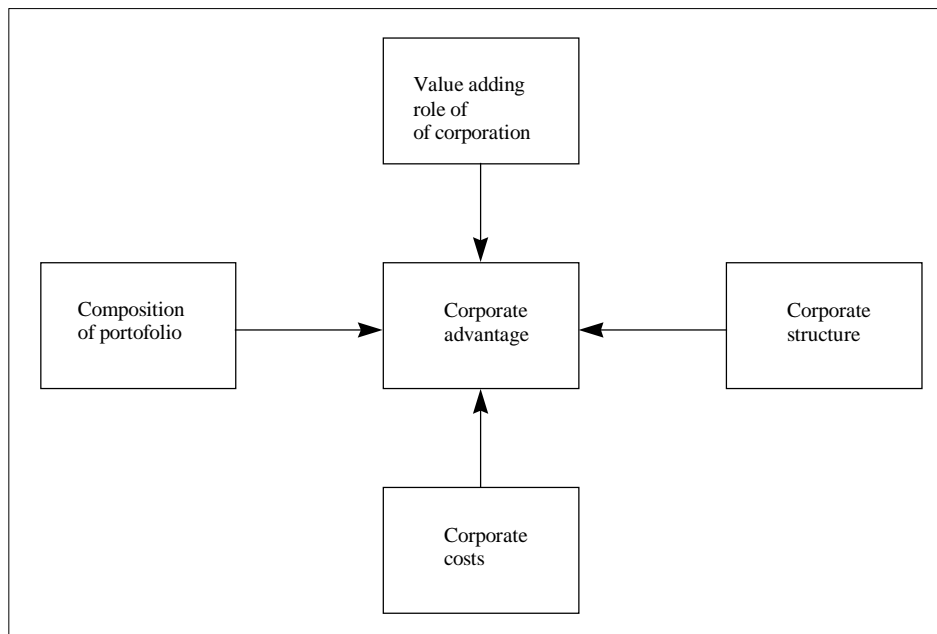 Value adding
role of
of corporation
Composition
of portofolio
Corporate
advantage
Corporate
structure
Corporate
costs